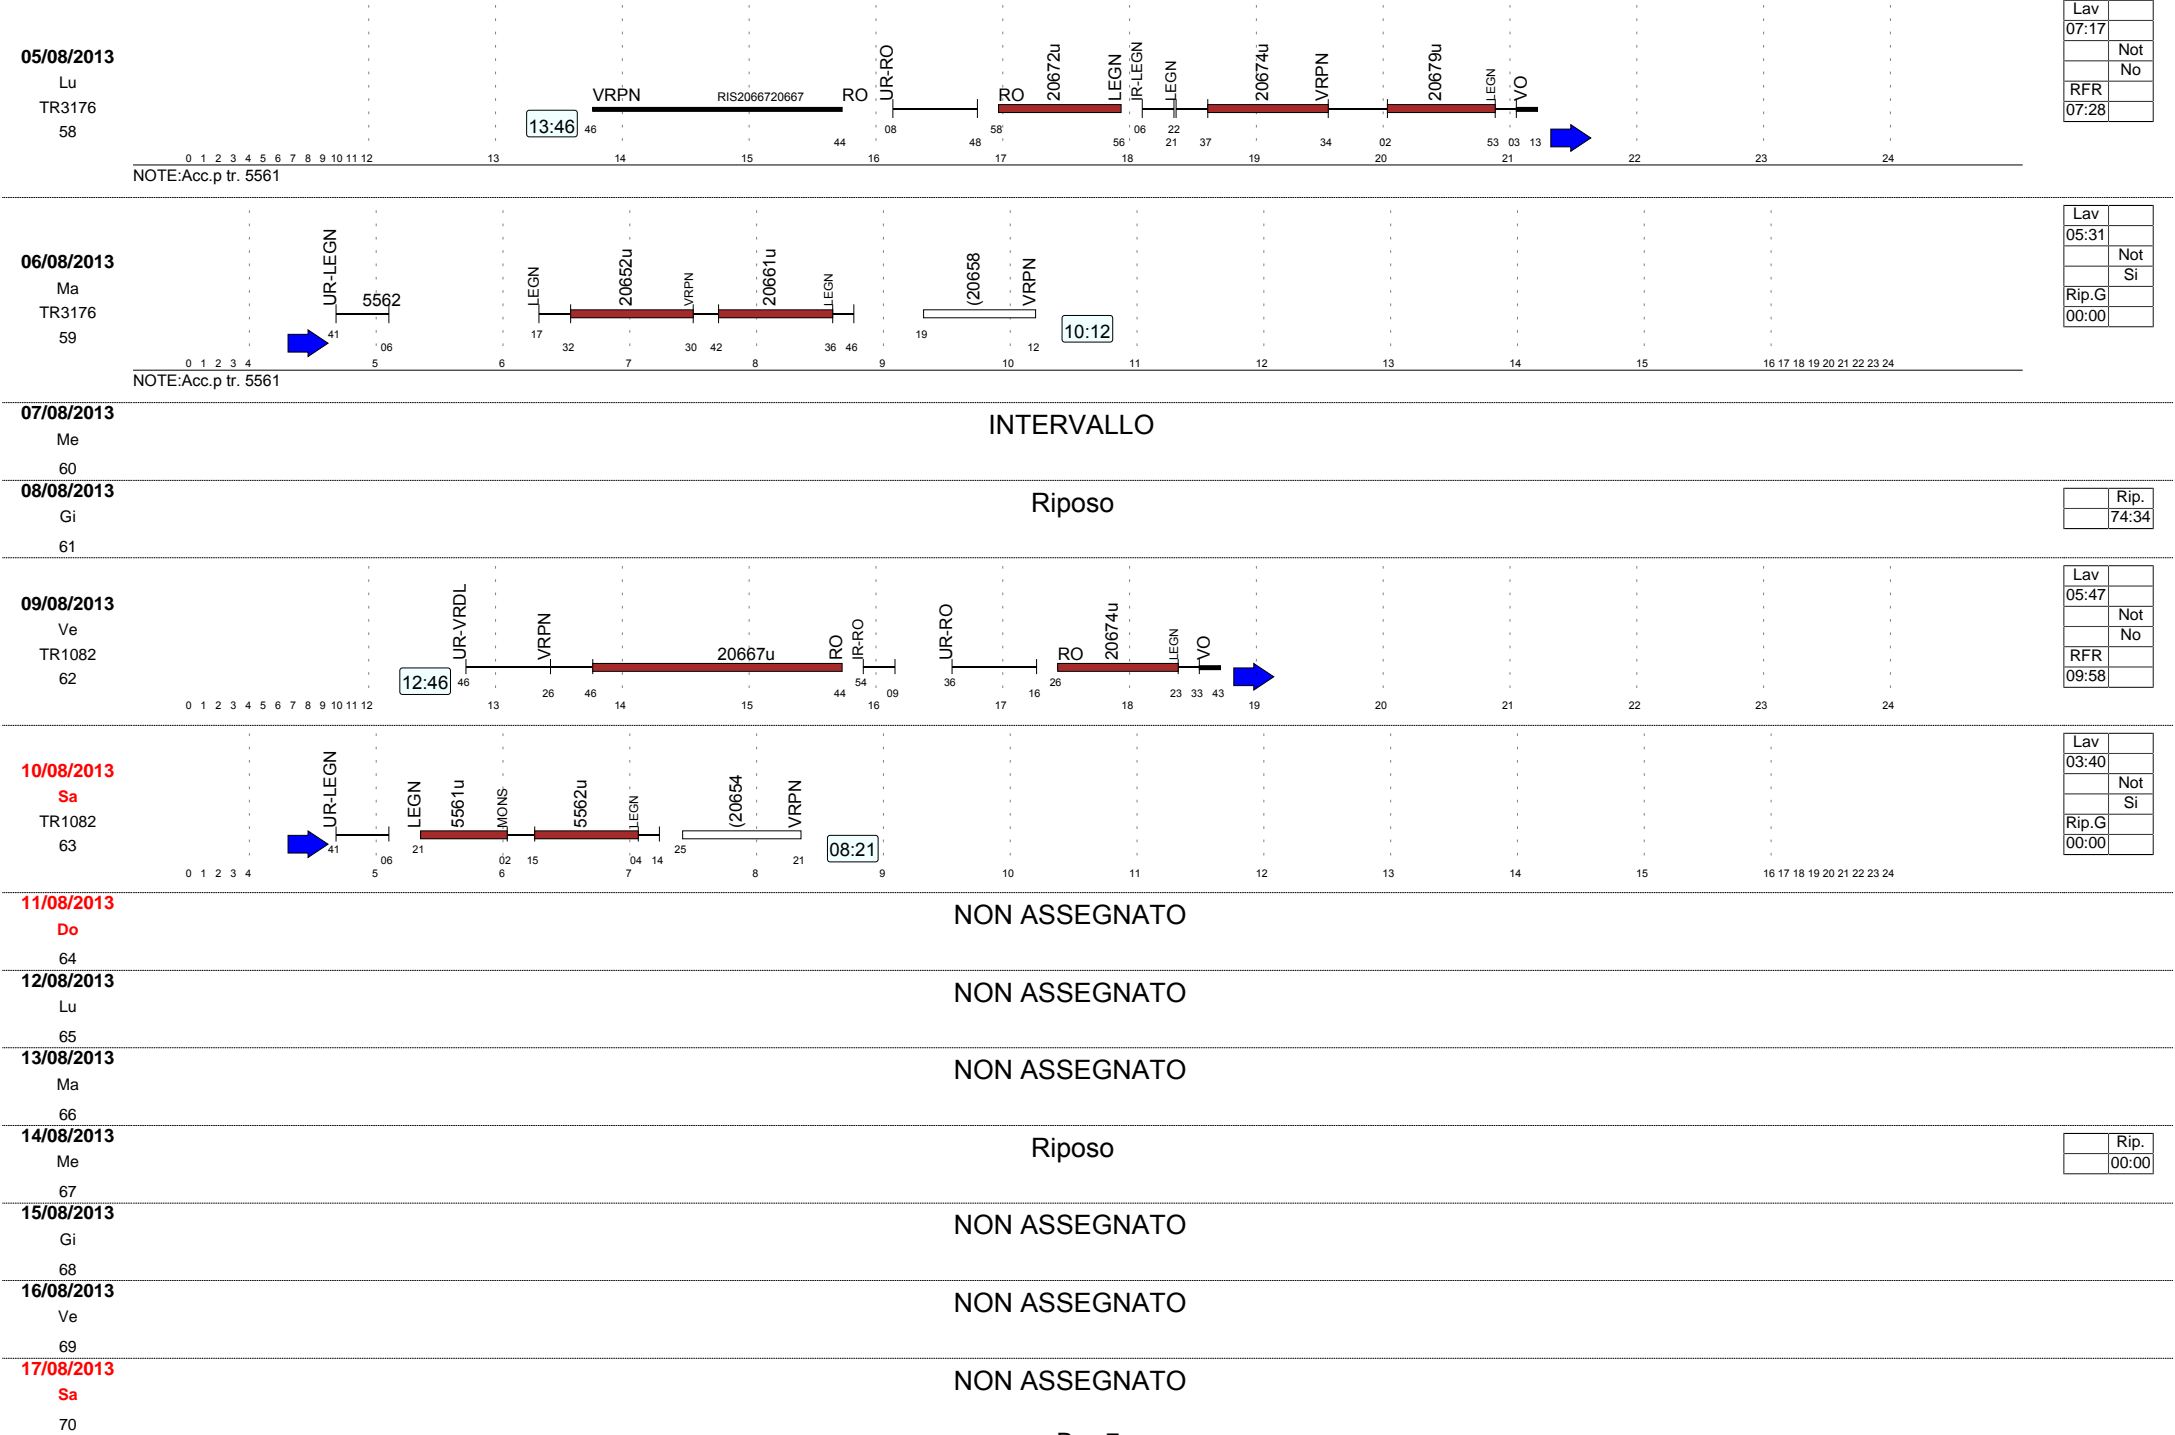 Lav
07:17
Not
No
RFR
07:28
05/08/2013
Lu
TR3176
58
13:46
VRPN RIS2066720667 RO UR-RO RO 20672u LEGN IR-LEGN LEGN 20674u VRPN 20679u LEGN VO
46 44 08 48 58 56 06 21 22 37 34 02 53 03 13
0 1 2 3 4 5 6 7 8 9 10 11 12 13 14 15 16 17 18 19 20 21 22 23 24
NOTE:Acc.p tr. 5561
06/08/2013
Ma
TR3176
59
UR-LEGN 5562 LEGN 20652u VRPN 20661u LEGN (20658 VRPN
41 06 17 32 30 42 36 46 19 12
10:12
0 1 2 3 4 5 6 7 8 9 10 11 12 13 14 15 16 17 18 19 20 21 22 23 24
NOTE:Acc.p tr. 5561
Lav
05:31
Not
Si
Rip.G
00:00
07/08/2013
Me
60
INTERVALLO
08/08/2013
Gi
61
Riposo
Rip.
74:34
09/08/2013
Ve
TR1082
62
12:46
UR-VRDL VRPN 20667u RO IR-RO UR-RO RO 20674u LEGN VO
46 26 46 44 54 09 36 16 26 23 33 43
0 1 2 3 4 5 6 7 8 9 10 11 12 13 14 15 16 17 18 19 20 21 22 23 24
Lav
05:47
Not
No
RFR
09:58
10/08/2013
Sa
TR1082
63
UR-LEGN LEGN 5561u MONS 5562u LEGN (20654 VRPN
41 06 21 02 15 04 14 25 21
08:21
0 1 2 3 4 5 6 7 8 9 10 11 12 13 14 15 16 17 18 19 20 21 22 23 24
Lav
03:40
Not
Si
Rip.G
00:00
11/08/2013
Do
64
NON ASSEGNATO
12/08/2013
Lu
65
NON ASSEGNATO
13/08/2013
Ma
66
NON ASSEGNATO
14/08/2013
Me
67
Riposo
Rip.
00:00
15/08/2013
Gi
68
NON ASSEGNATO
16/08/2013
Ve
69
NON ASSEGNATO
17/08/2013
Sa
70
NON ASSEGNATO